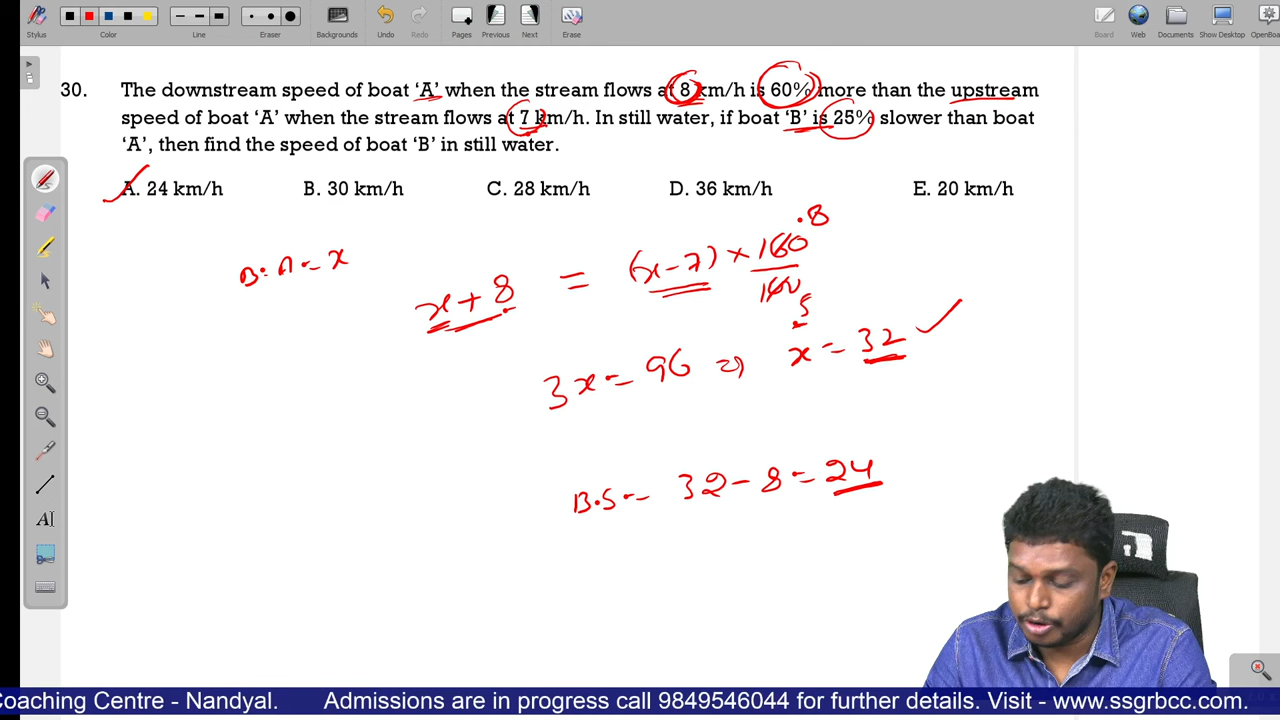 Stylus
Color
Line
Eraser
Backgrounds
Undo
Redo
Pages
Previous
Next
Erase
Board
Web
Documents
Show Desktop
OpenBoa
30. The downstream speed of boat ‘A’ when the stream flows at 8 km/h is 60% more than the upstream
speed of boat ‘A’ when the stream flows at 7 km/h. In still water, if boat ‘B’ is 25% slower than boat
‘A’, then find the speed of boat ‘B’ in still water.
A. 24 km/h B. 30 km/h C. 28 km/h D. 36 km/h E. 20 km/h
B. A = x
x + 8 = (x - 7) × 160/100 8 5
3x = 96 ⇒ x = 32 ✓
B.S = 32 - 8 = 24
Coaching Centre - Nandyal. Admissions are in progress call 9849546044 for further details. Visit - www.ssgrbcc.com.